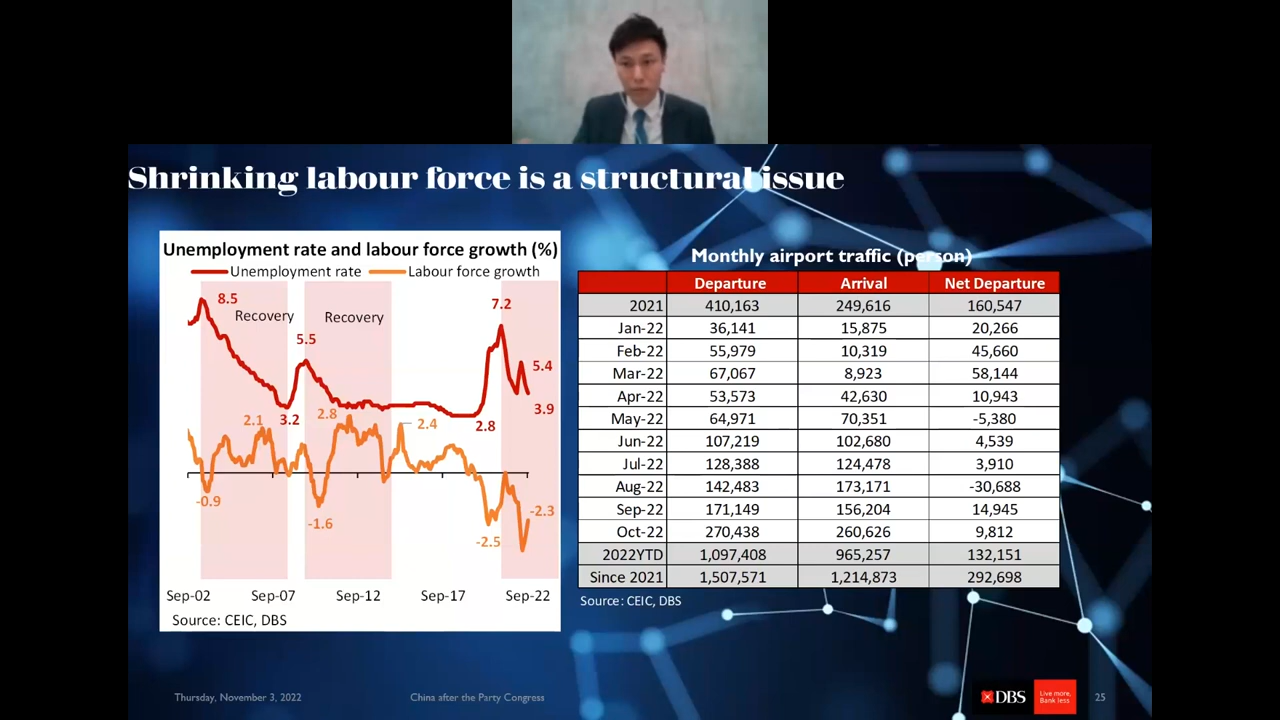 Shrinking labour force is a structural issue
Unemployment rate and labour force growth (%)
Unemployment rate Labour force growth
8.5
Recovery
Recovery
5.5
7.2
5.4
3.9
2.1
3.2
2.8
2.4
2.8
-0.9
-1.6
-2.5
-2.3
Sep-02 Sep-07 Sep-12 Sep-17 Sep-22
Source: CEIC, DBS
Monthly airport traffic (person)
Departure Arrival Net Departure
2021 410,163 249,616 160,547
Jan-22 36,141 15,875 20,266
Feb-22 55,979 10,319 45,660
Mar-22 67,067 8,923 58,144
Apr-22 53,573 42,630 10,943
May-22 64,971 70,351 -5,380
Jun-22 107,219 102,680 4,539
Jul-22 128,388 124,478 3,910
Aug-22 142,483 173,171 -30,688
Sep-22 171,149 156,204 14,945
Oct-22 270,438 260,626 9,812
2022YTD 1,097,408 965,257 132,151
Since 2021 1,507,571 1,214,873 292,698
Source: CEIC, DBS
Thursday, November 3, 2022 China after the Party Congress
DBS
Live more,
Bank less
25